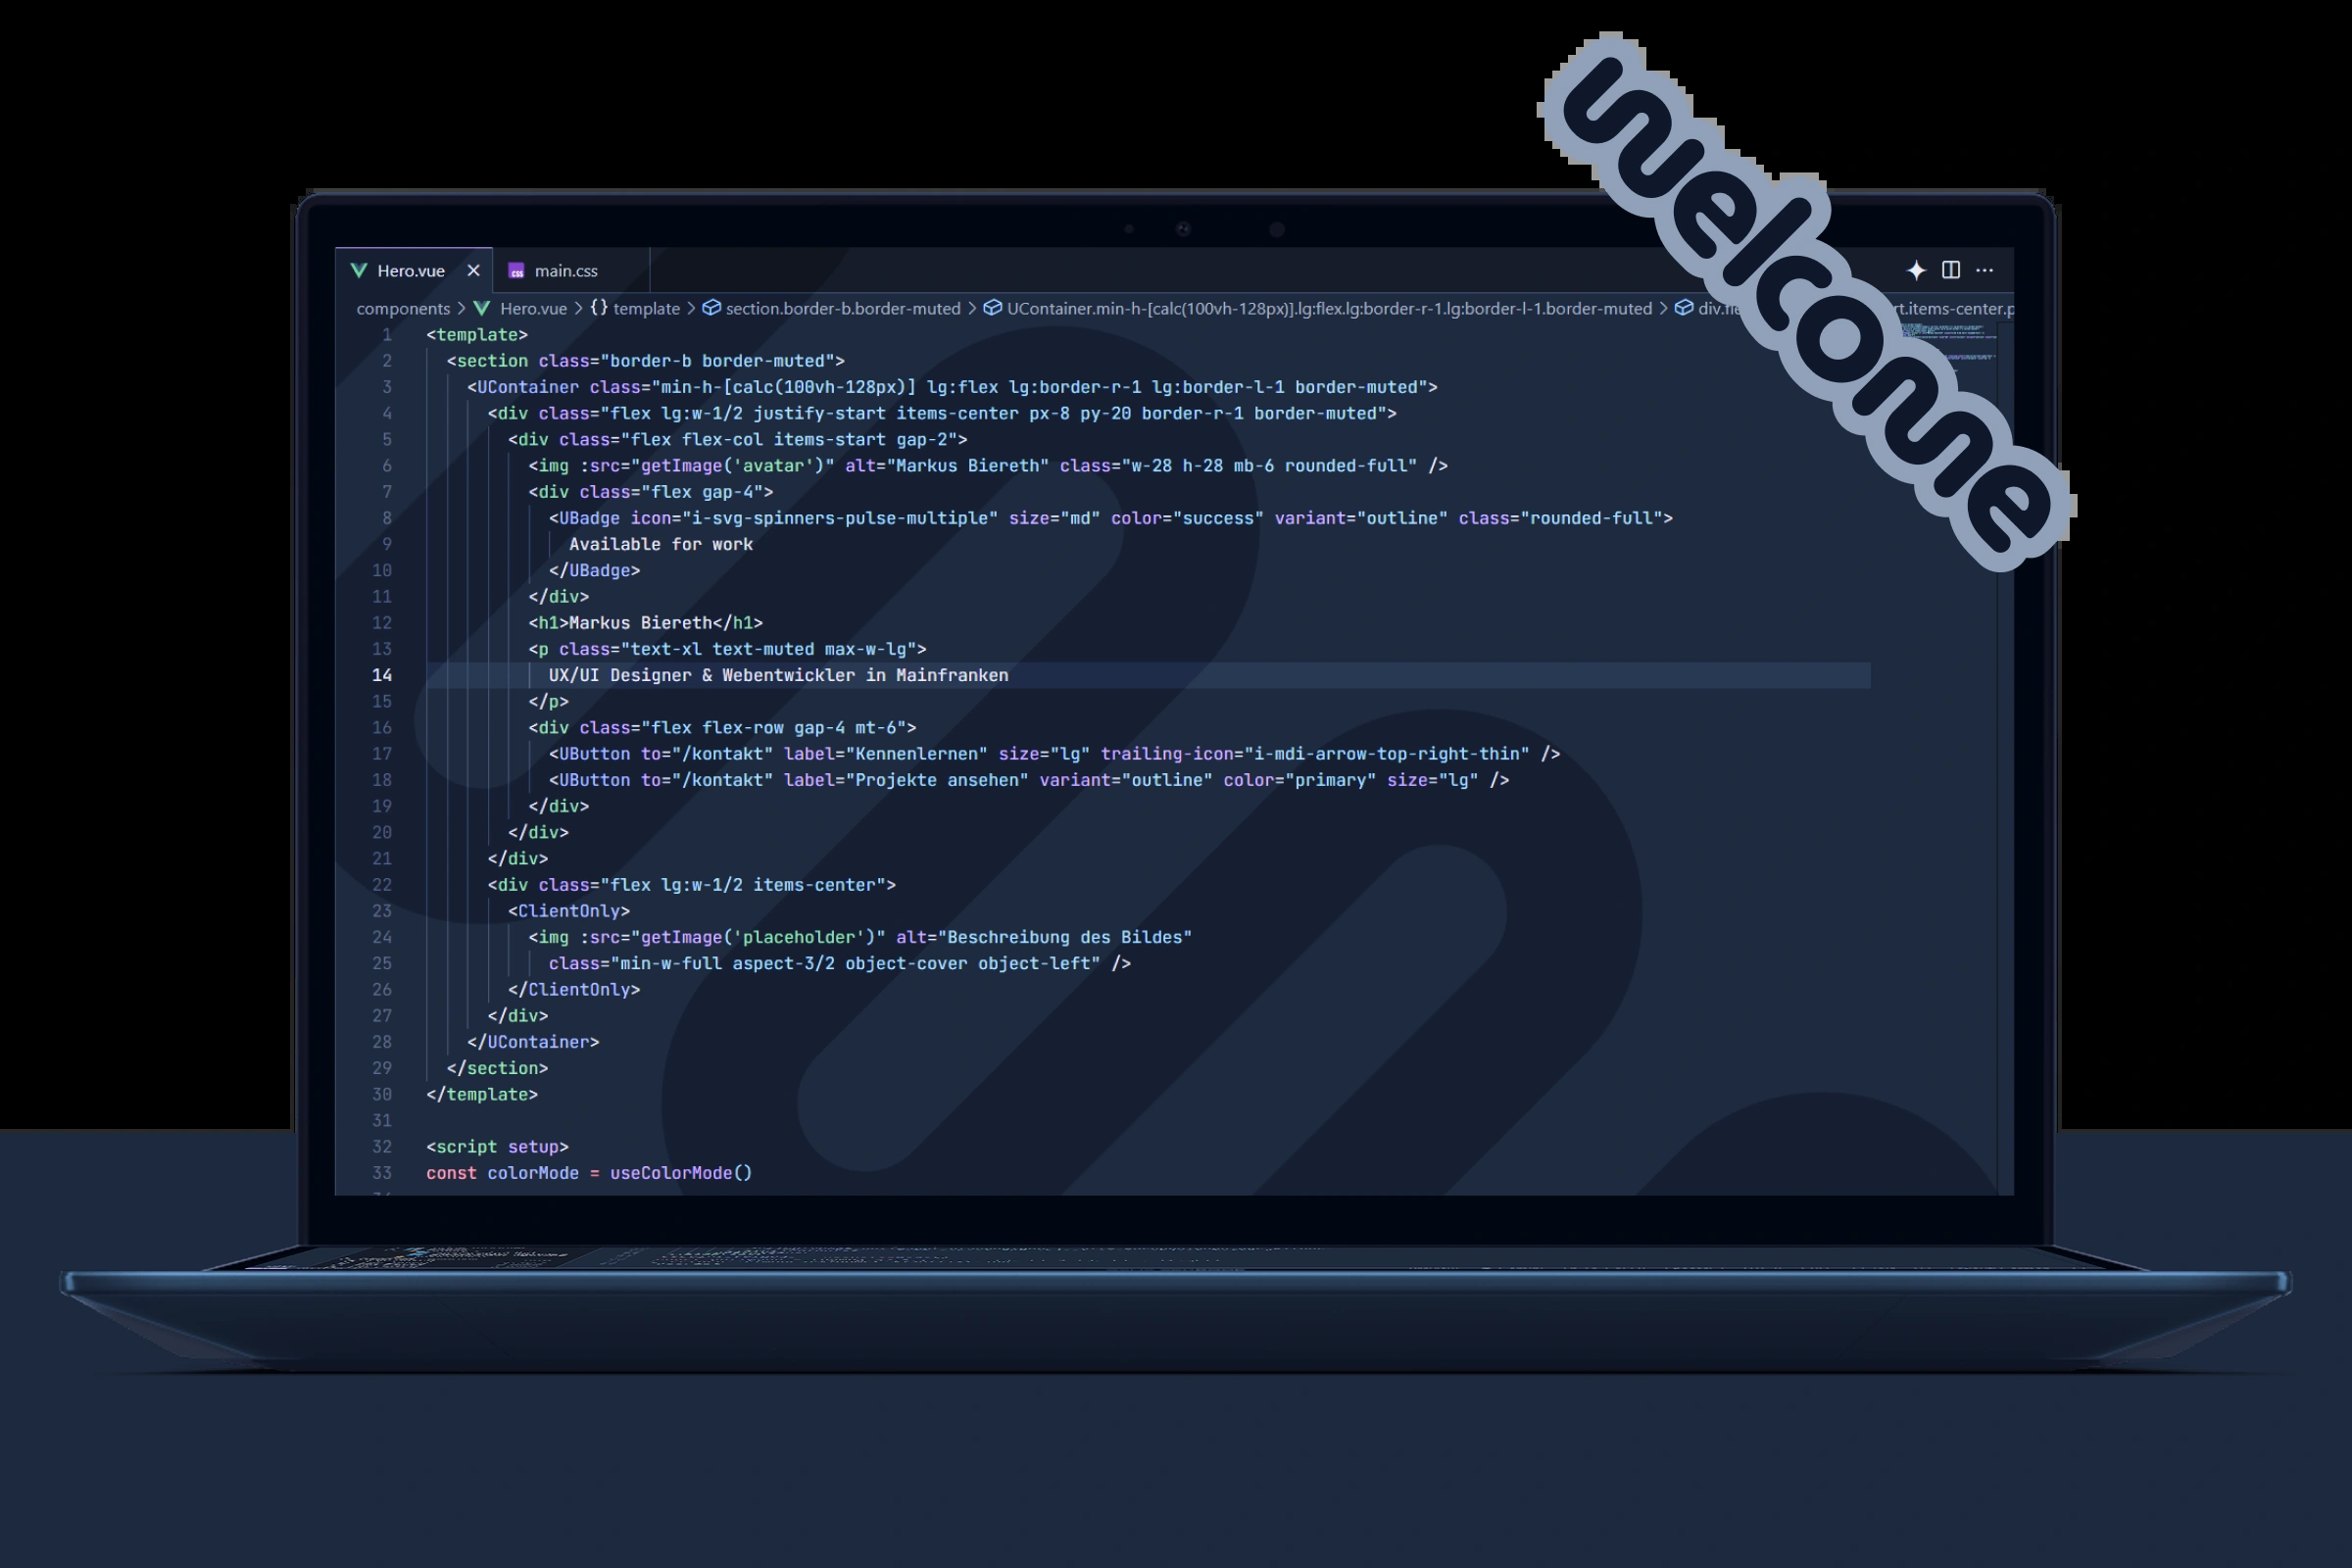 welcome
Hero.vue main.css
components > Hero.vue > {} template > section.border-b.border-muted > UContainer.min-h-[calc(100vh-128px)].lg:flex.lg:border-r-1.lg:border-l-1.border-muted >
1 <template>
2 <section class="border-b border-muted">
3 <UContainer class="min-h-[calc(100vh-128px)] lg:flex lg:border-r-1 lg:border-l-1 border-muted">
4 <div class="flex lg:w-1/2 justify-start items-center px-8 py-20 border-r-1 border-muted">
5 <div class="flex flex-col items-start gap-2">
6 <img :src="getImage('avatar')" alt="Markus Biereth" class="w-28 h-28 mb-6 rounded-full" />
7 <div class="flex gap-4">
8 <UBadge icon="i-svg-spinners-pulse-multiple" size="md" color="success" variant="outline" class="rounded-full">
9 Available for work
10 </UBadge>
11 </div>
12 <h1>Markus Biereth</h1>
13 <p class="text-xl text-muted max-w-lg">
14 UX/UI Designer & Webentwickler in Mainfranken
15 </p>
16 <div class="flex flex-row gap-4 mt-6">
17 <UButton to="/kontakt" label="Kennenlernen" size="lg" trailing-icon="i-mdi-arrow-top-right-thin" />
18 <UButton to="/kontakt" label="Projekte ansehen" variant="outline" color="primary" size="lg" />
19 </div>
20 </div>
21 </div>
22 <div class="flex lg:w-1/2 items-center">
23 <ClientOnly>
24 <img :src="getImage('placeholder')" alt="Beschreibung des Bildes"
25 class="min-w-full aspect-3/2 object-cover object-left" />
26 </ClientOnly>
27 </div>
28 </UContainer>
29 </section>
30 </template>
31
32 <script setup>
33 const colorMode = useColorMode()